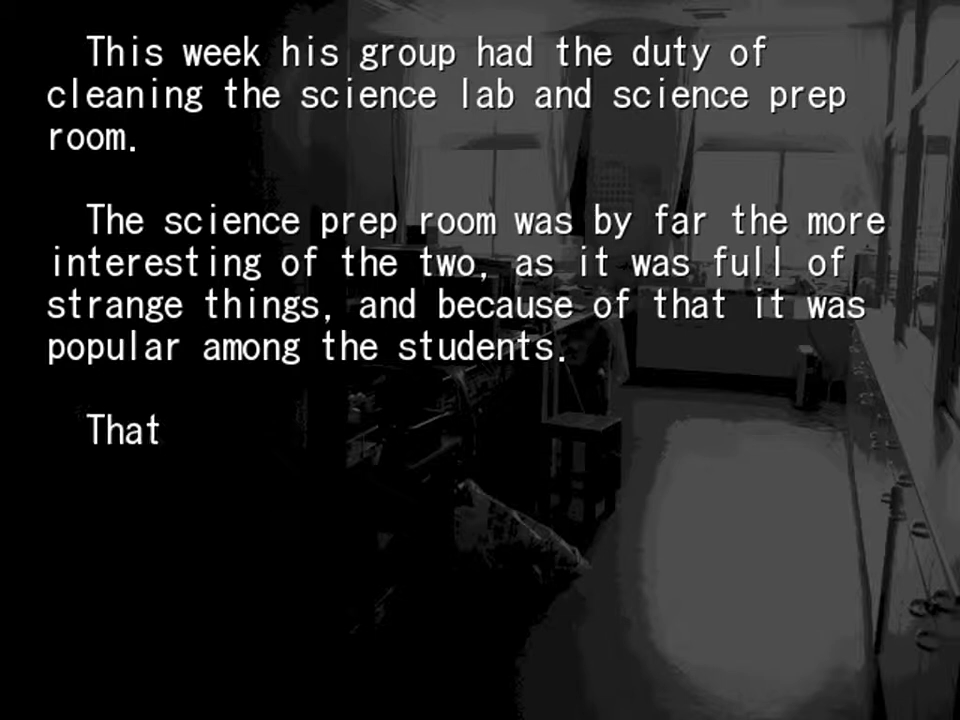 This week his group had the duty of
cleaning the science lab and science prep
room.
The science prep room was by far the more
interesting of the two, as it was full of
strange things, and because of that it was
popular among the students.
That